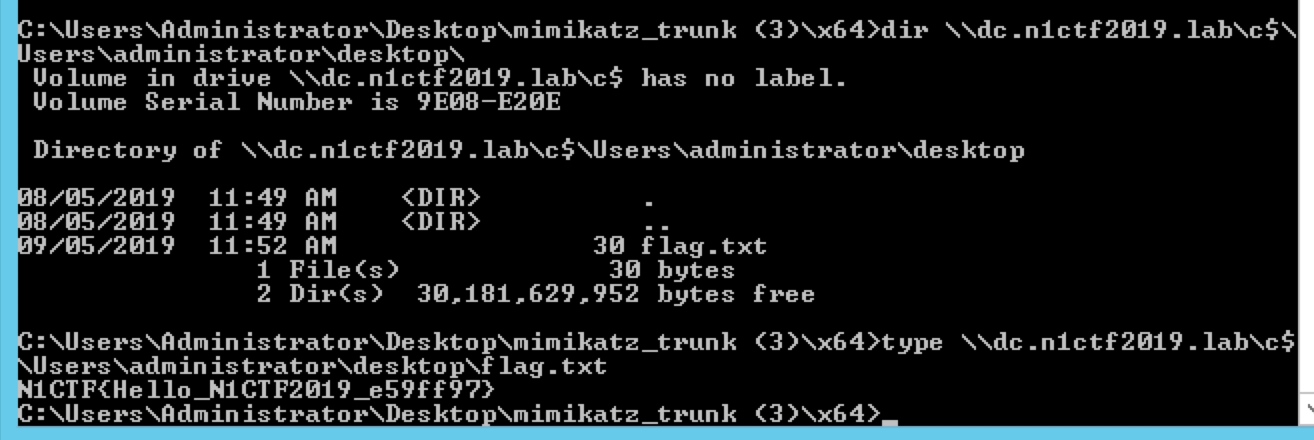 C:\Users\Administrator\Desktop\mimikatz_trunk (3)\x64>dir \\dc.n1ctf2019.lab\c$\
Users\administrator\desktop\
 Volume in drive \\dc.n1ctf2019.lab\c$ has no label.
 Volume Serial Number is 9E08-E20E

 Directory of \\dc.n1ctf2019.lab\c$\Users\administrator\desktop

08/05/2019  11:49 AM    <DIR>          .
08/05/2019  11:49 AM    <DIR>          ..
09/05/2019  11:52 AM                30 flag.txt
               1 File(s)             30 bytes
               2 Dir(s)  30,181,629,952 bytes free

C:\Users\Administrator\Desktop\mimikatz_trunk (3)\x64>type \\dc.n1ctf2019.lab\c$
\Users\administrator\desktop\flag.txt
N1CTF{Hello_N1CTF2019_e59ff97}
C:\Users\Administrator\Desktop\mimikatz_trunk (3)\x64>_